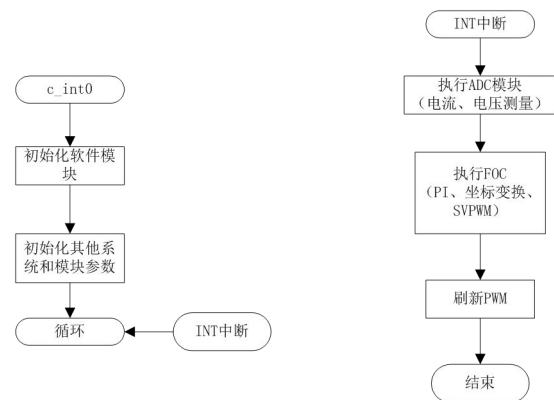 c_int0
初始化软件模
块
初始化其他系
统和模块参数
循环
INT中断
INT中断
执行ADC模块
（电流、电压测量）
执行FOC
（PI、坐标变换、
SVPWM）
刷新PWM
结束